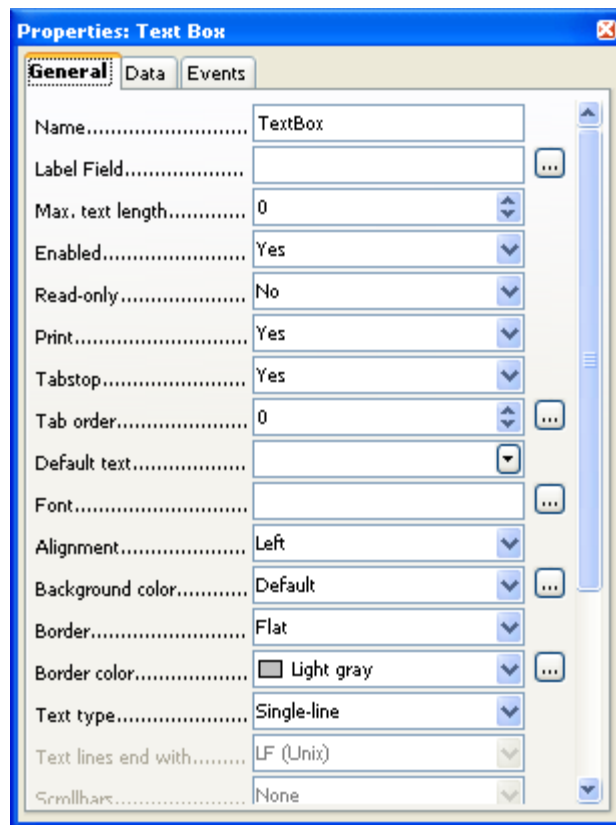 Properties: Text Box
General Data Events
Name.......................... TextBox
Label Field...................... ...
Max. text length.............. 0
Enabled........................ Yes
Read-only...................... No
Print............................ Yes
Tabstop........................ Yes
Tab order...................... 0 ...
Default text...................
Font............................ ...
Alignment...................... Left
Background color............ Default ...
Border.......................... Flat
Border color................... Light gray ...
Text type...................... Single-line
Text lines end with......... LF (Unix)
Scrollbars...................... None